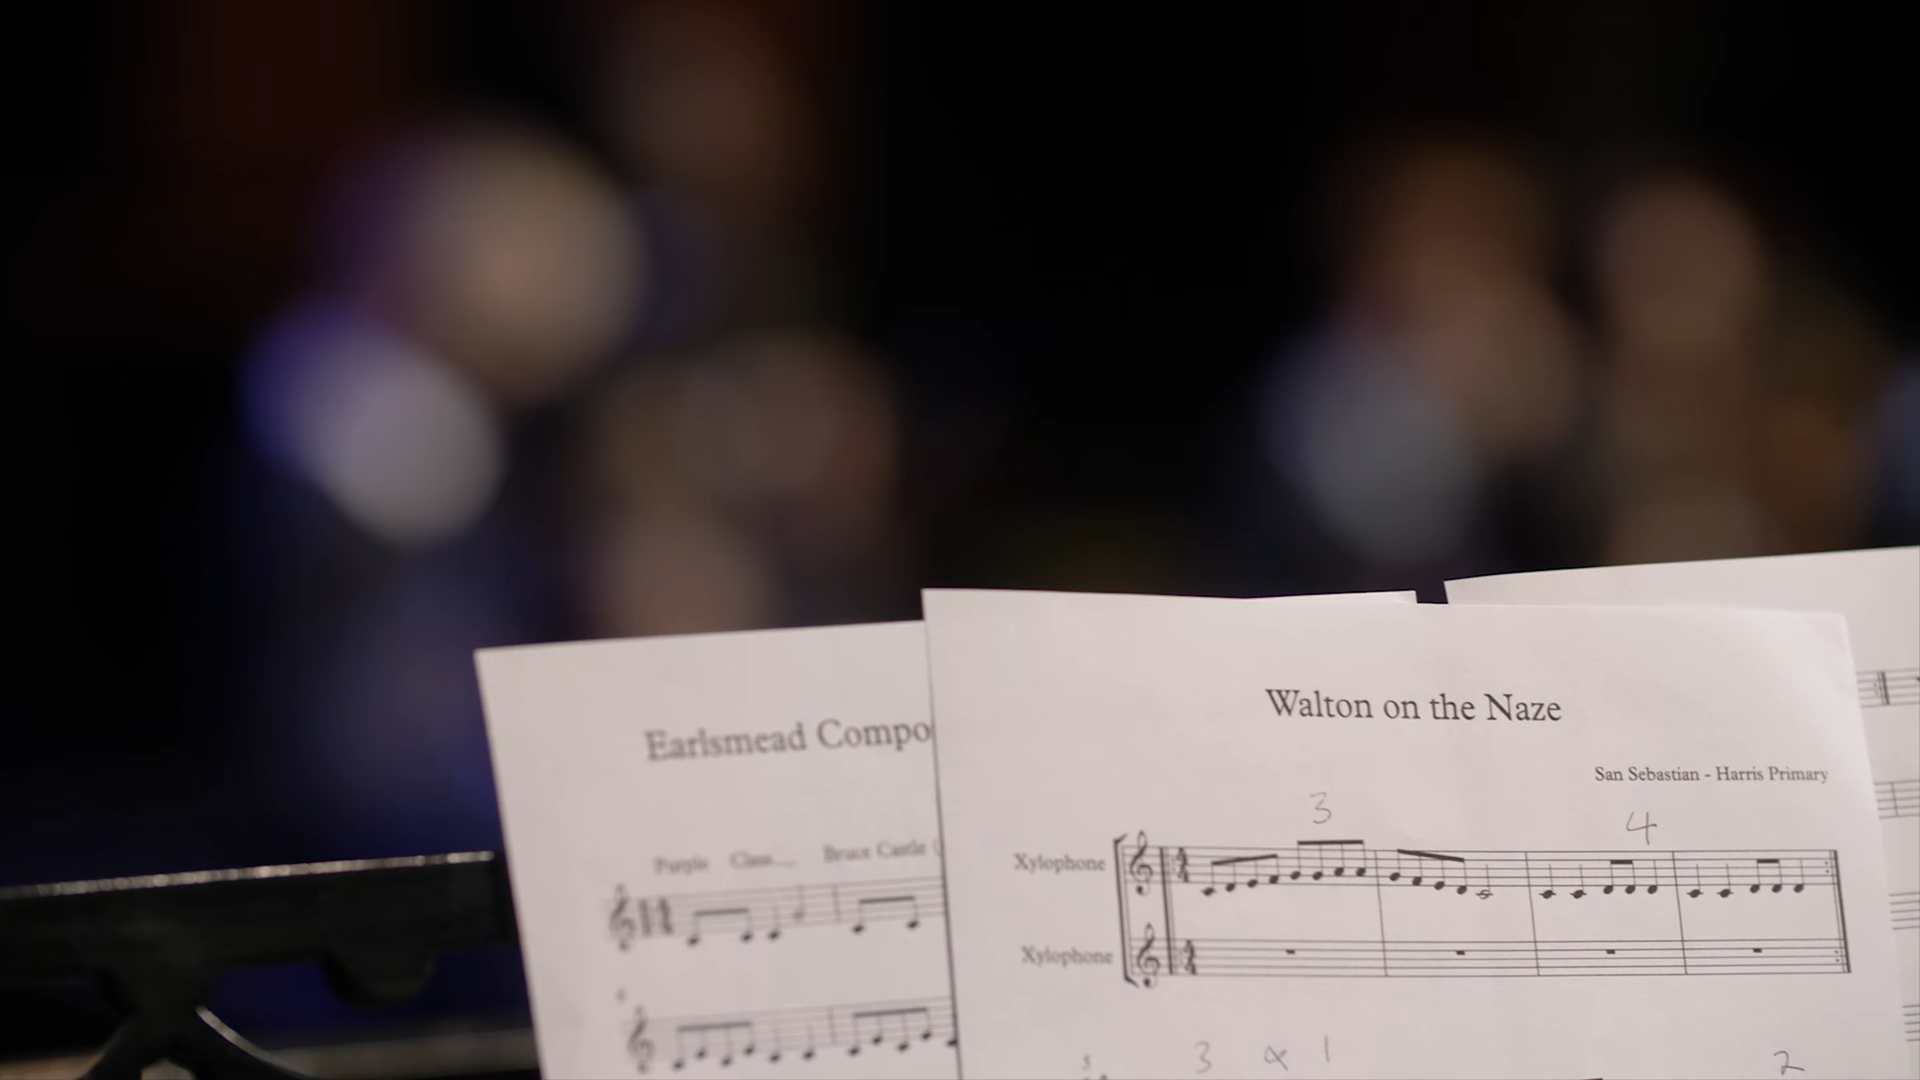 Earlsmead Compo
Purple Class.... Bruce Castle
Walton on the Naze
San Sebastian - Harris Primary
3
4
Xylophone
Xylophone
3 & 1
2